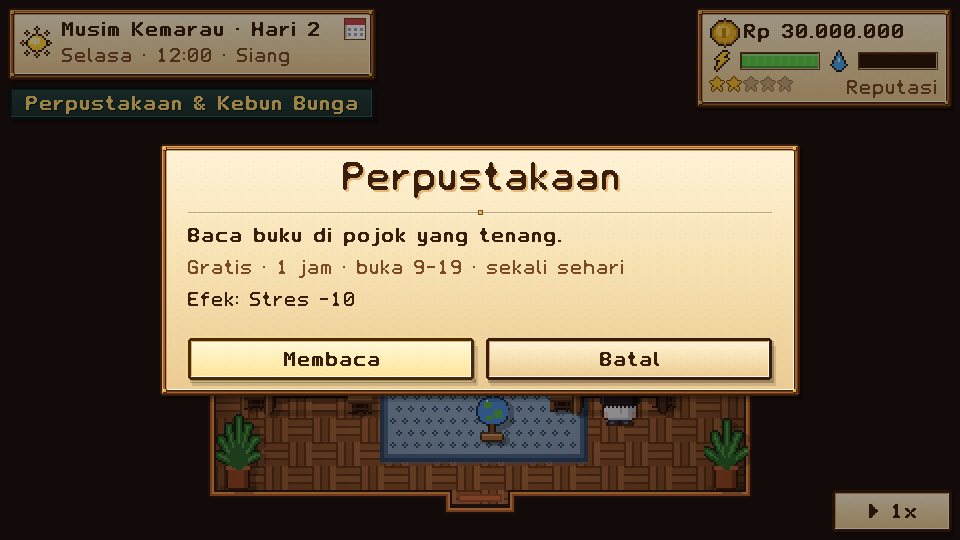 Musim Kemarau · Hari 2
Selasa · 12:00 · Siang
Rp 30.000.000
Reputasi
Perpustakaan & Kebun Bunga
Perpustakaan
Baca buku di pojok yang tenang.
Gratis · 1 jam · buka 9-19 · sekali sehari
Efek: Stres -10
Membaca
Batal
1x